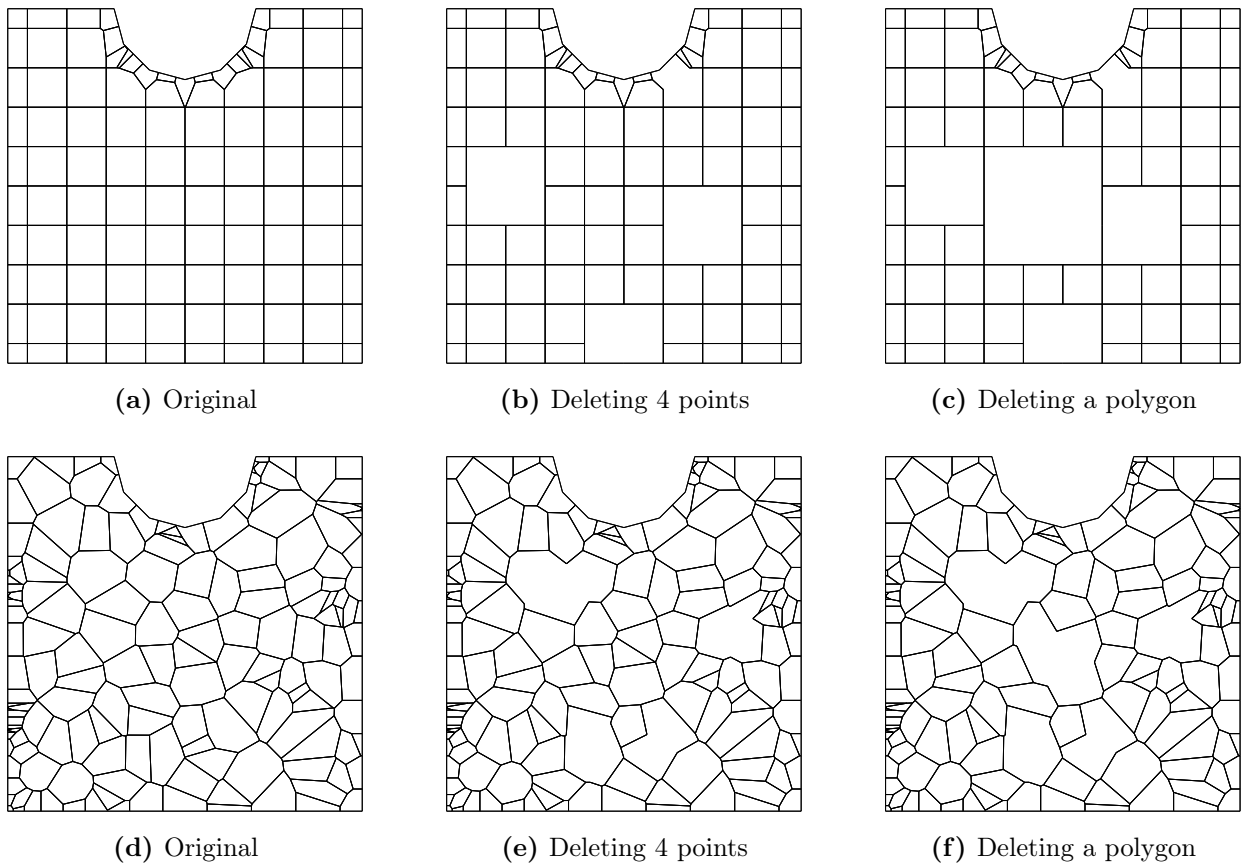 (a) Original
(b) Deleting 4 points
(c) Deleting a polygon
(d) Original
(e) Deleting 4 points
(f) Deleting a polygon